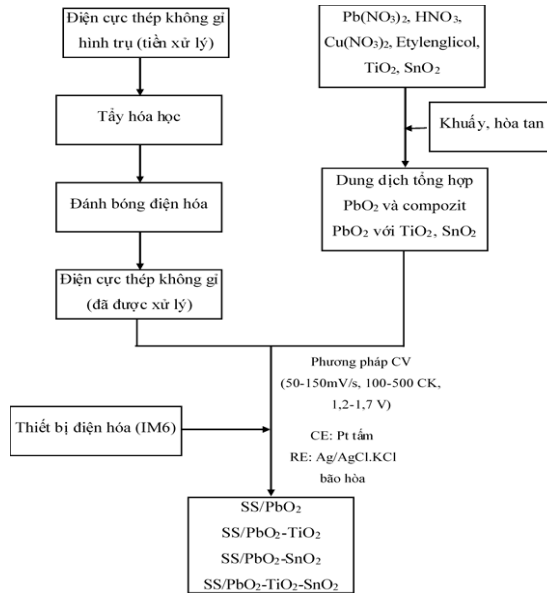 Điện cực thép không gỉ
hình trụ (tiền xử lý)
Tẩy hóa học
Đánh bóng điện hóa
Điện cực thép không gỉ
(đã được xử lý)
Pb(NO₃)₂, HNO₃,
Cu(NO₃)₂, Etylenglicol,
TiO₂, SnO₂
Khuấy, hòa tan
Dung dịch tổng hợp
PbO₂ và compozit
PbO₂ với TiO₂, SnO₂
Phương pháp CV
(50-150mV/s, 100-500 CK,
1,2-1,7 V)
Thiết bị điện hóa (IM6)
CE: Pt tấm
RE: Ag/AgCl.KCl
bão hòa
SS/PbO₂
SS/PbO₂-TiO₂
SS/PbO₂-SnO₂
SS/PbO₂-TiO₂-SnO₂